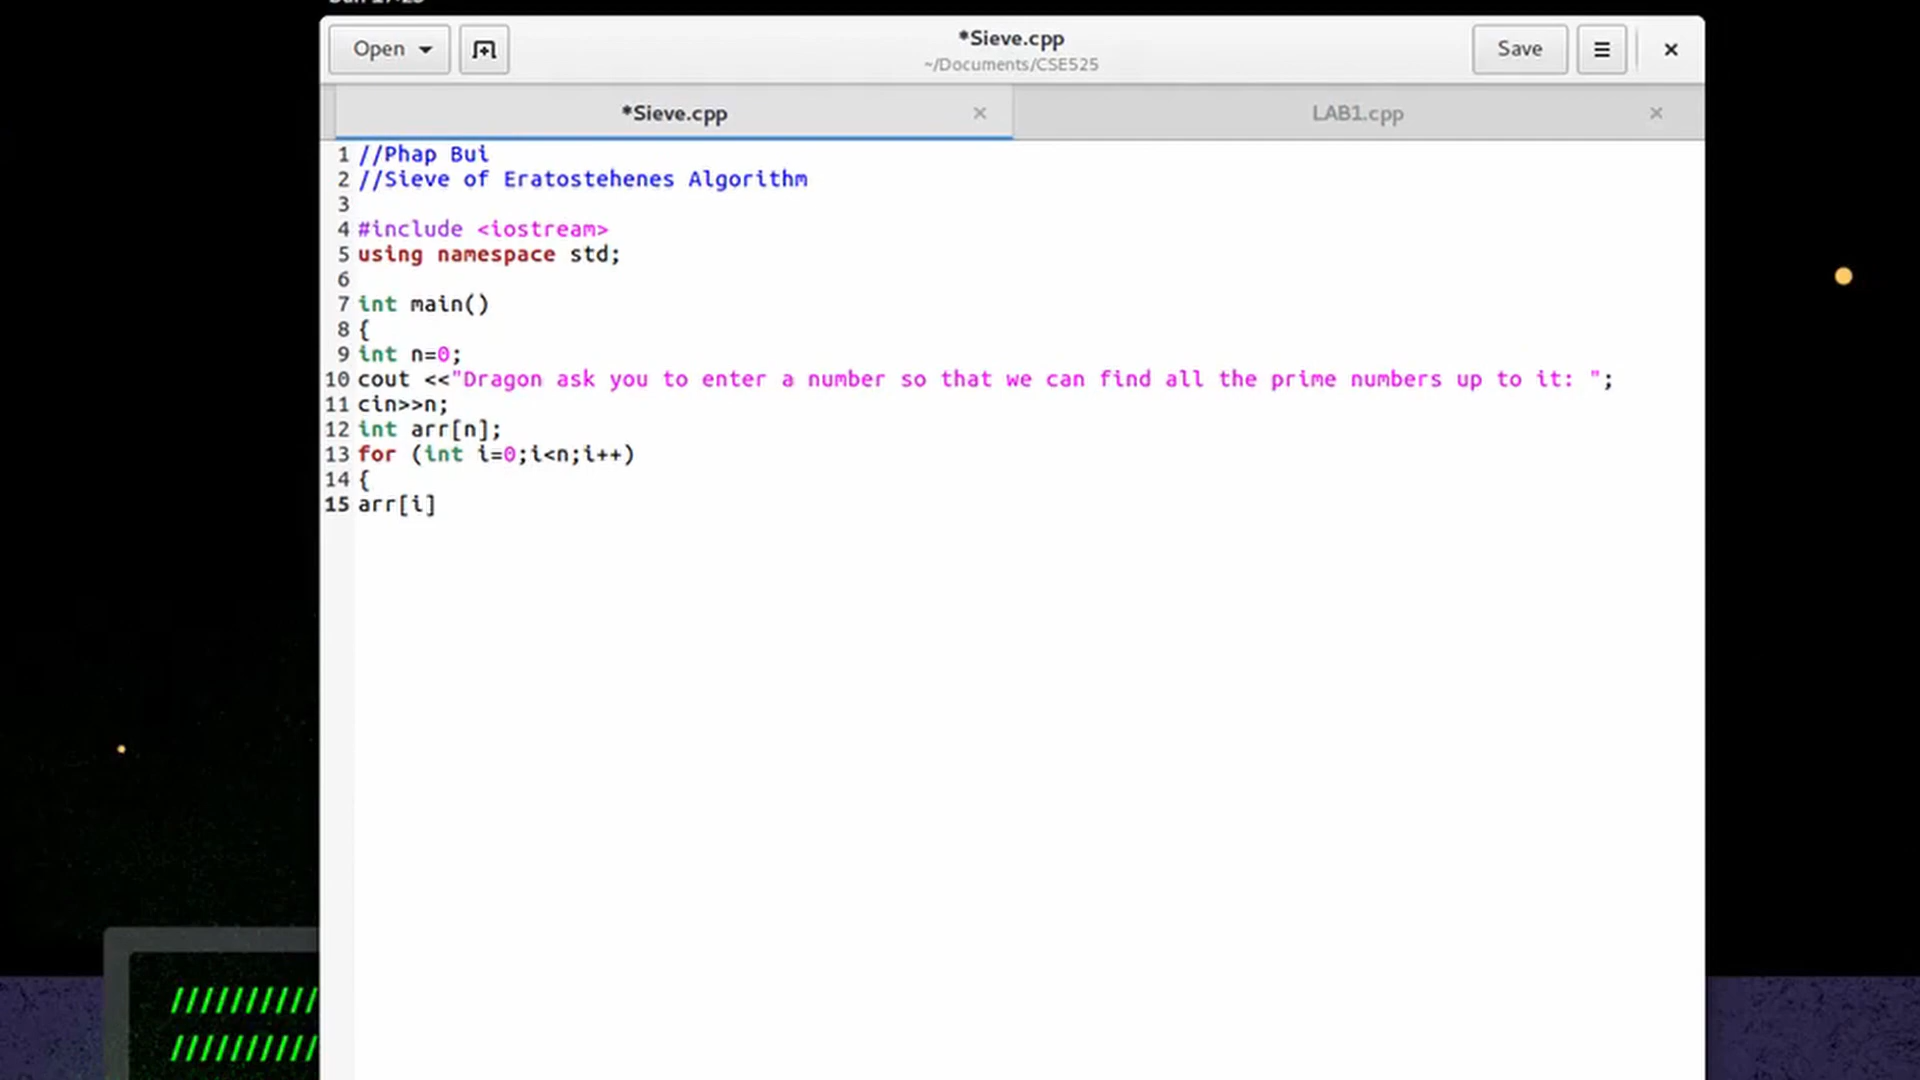 Open
*Sieve.cpp
~/Documents/CSE525
Save
*Sieve.cpp
LAB1.cpp
1 //Phap Bui
2 //Sieve of Eratostehenes Algorithm
3
4 #include <iostream>
5 using namespace std;
6
7 int main()
8 {
9 int n=0;
10 cout <<"Dragon ask you to enter a number so that we can find all the prime numbers up to it: ";
11 cin>>n;
12 int arr[n];
13 for (int i=0;i<n;i++)
14 {
15 arr[i]
//////////
//////////